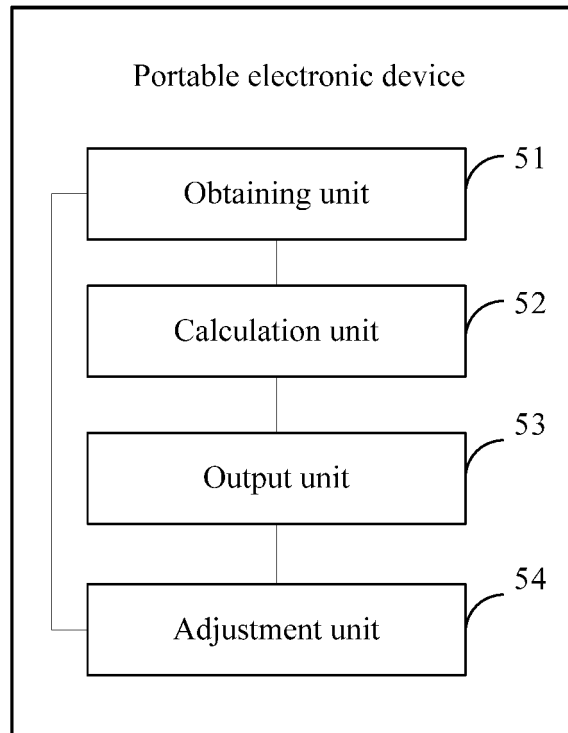 Portable electronic device
51
Obtaining unit
52
Calculation unit
53
Output unit
54
Adjustment unit